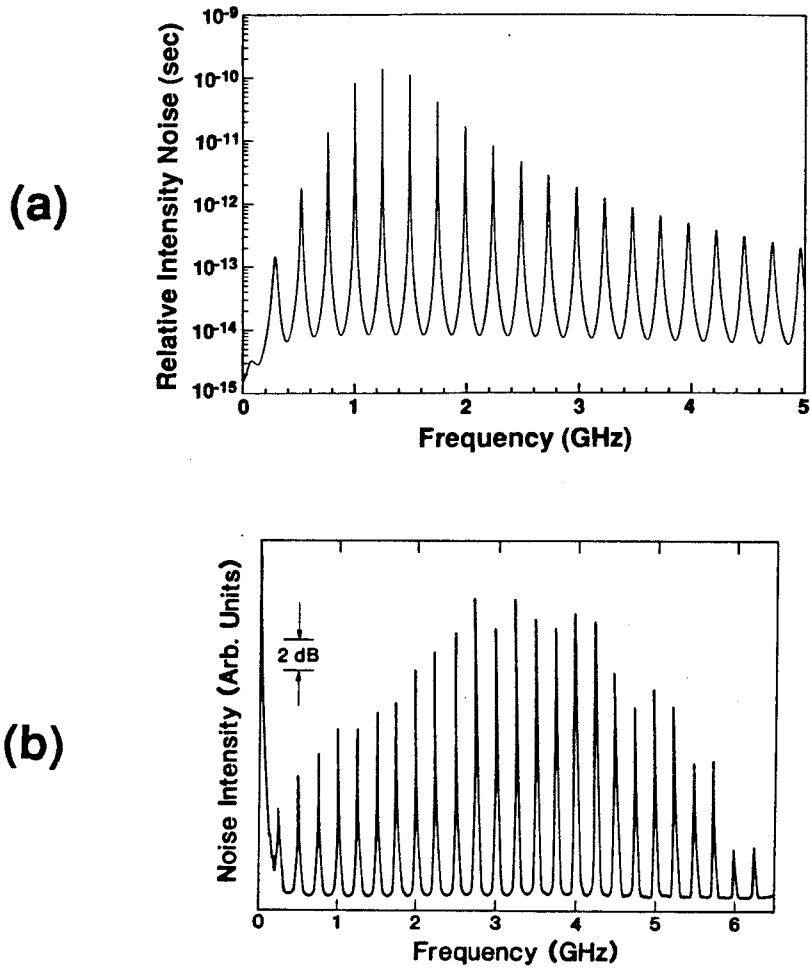 (a)
Relative Intensity Noise (sec)
10⁻⁹
10⁻¹⁰
10⁻¹¹
10⁻¹²
10⁻¹³
10⁻¹⁴
10⁻¹⁵
0 1 2 3 4 5
Frequency (GHz)
(b)
Noise Intensity (Arb. Units)
2 dB
0 1 2 3 4 5 6
Frequency (GHz)